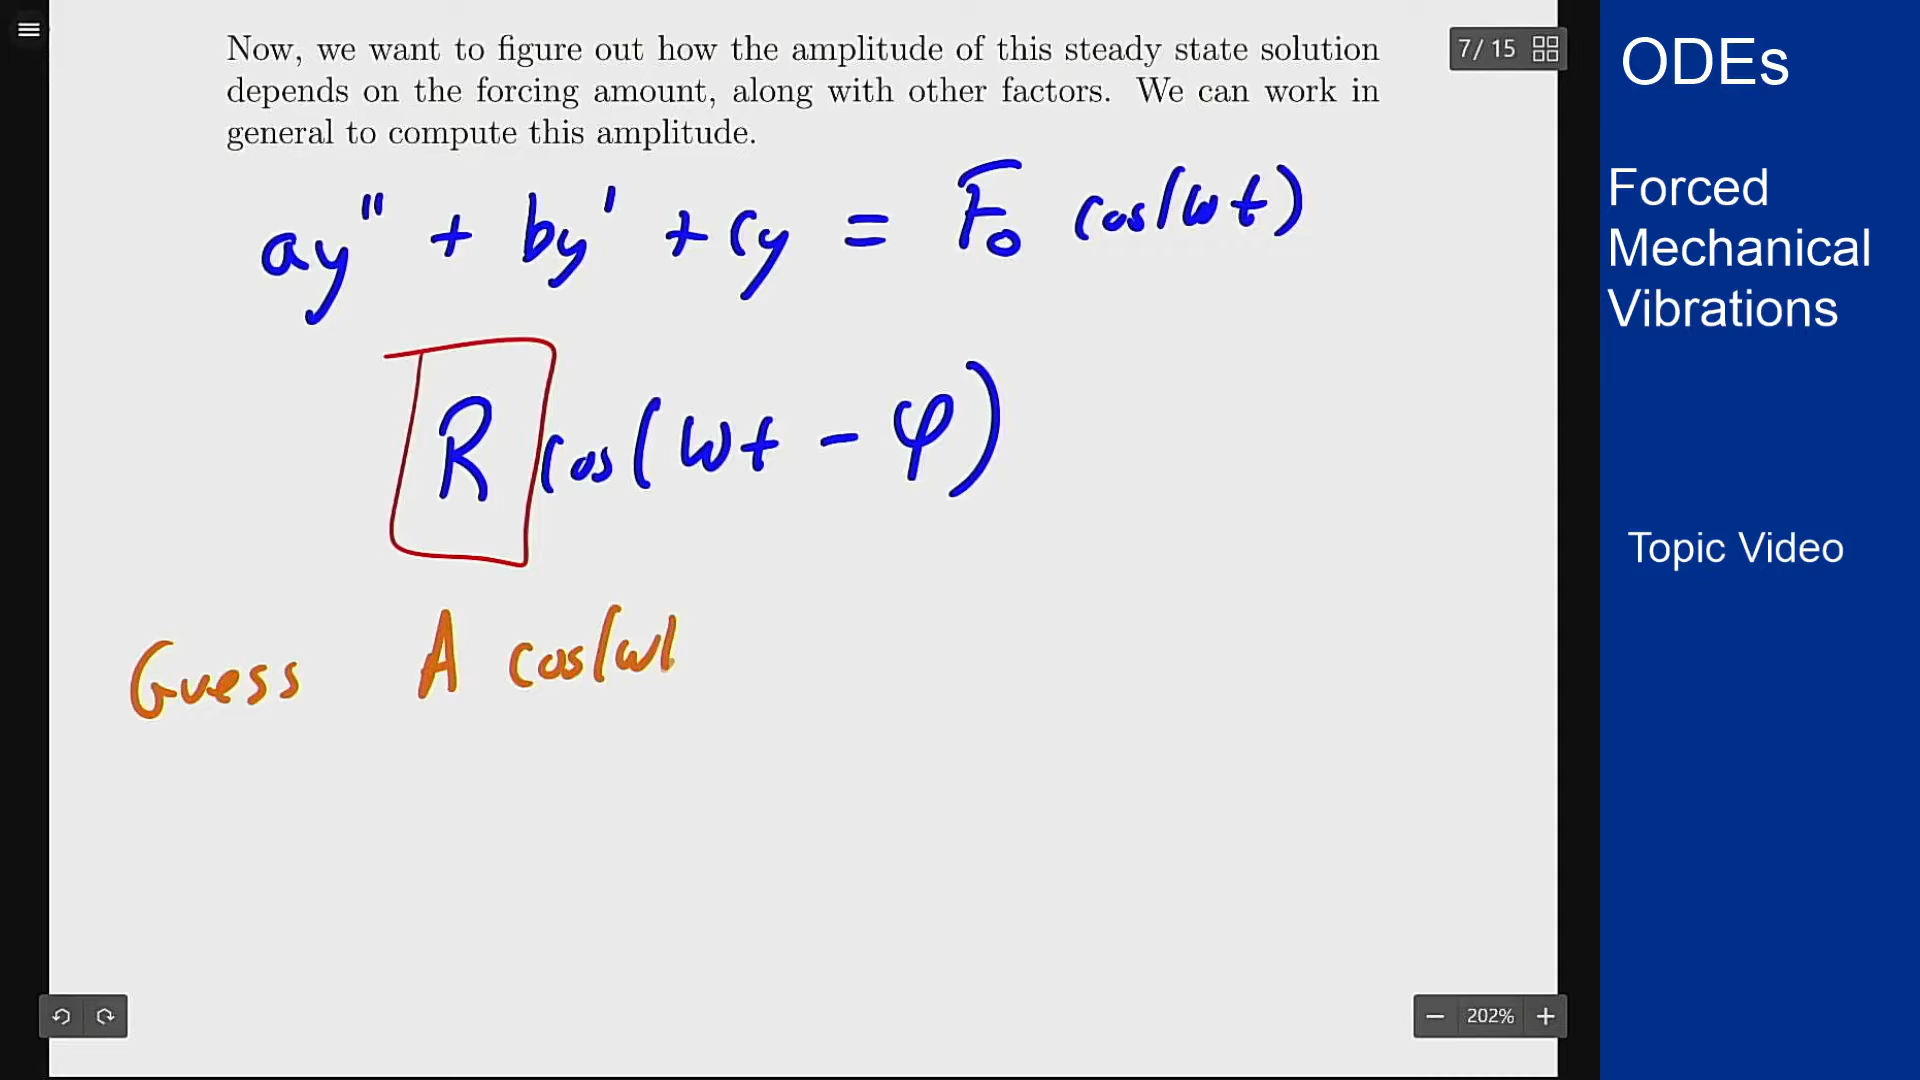 Now, we want to figure out how the amplitude of this steady state solution
depends on the forcing amount, along with other factors. We can work in
general to compute this amplitude.
ay" + by' + cy = F₀ cos(ωt)
R cos(ωt - φ)
Guess A cos(ω
7/15
ODEs
Forced
Mechanical
Vibrations
Topic Video
202%